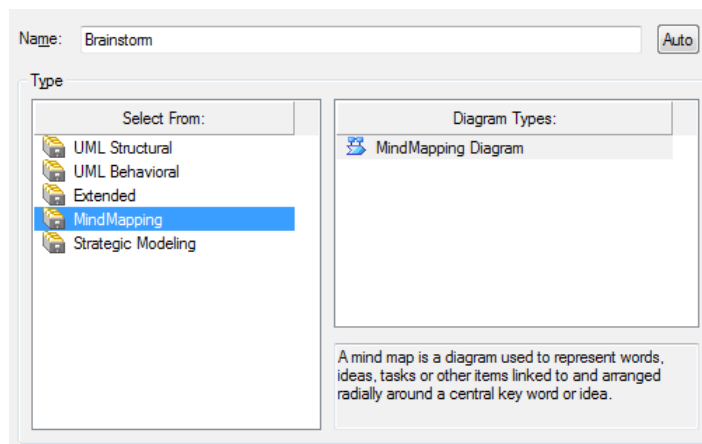 Name: Brainstorm Auto
Type
Select From:
UML Structural
UML Behavioral
Extended
MindMapping
Strategic Modeling
Diagram Types:
MindMapping Diagram
A mind map is a diagram used to represent words,
ideas, tasks or other items linked to and arranged
radially around a central key word or idea.